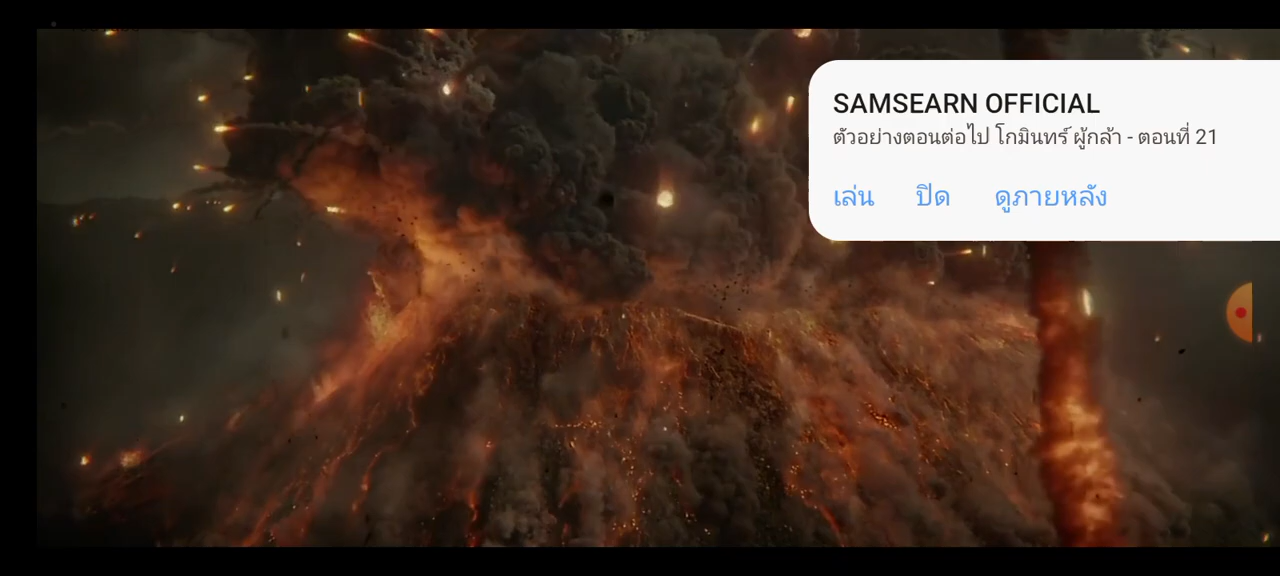 SAMSEARN OFFICIAL
ตัวอย่างตอนต่อไป โกมินทร์ ผู้กล้า - ตอนที่ 21
เล่น ปิด ดูภายหลัง